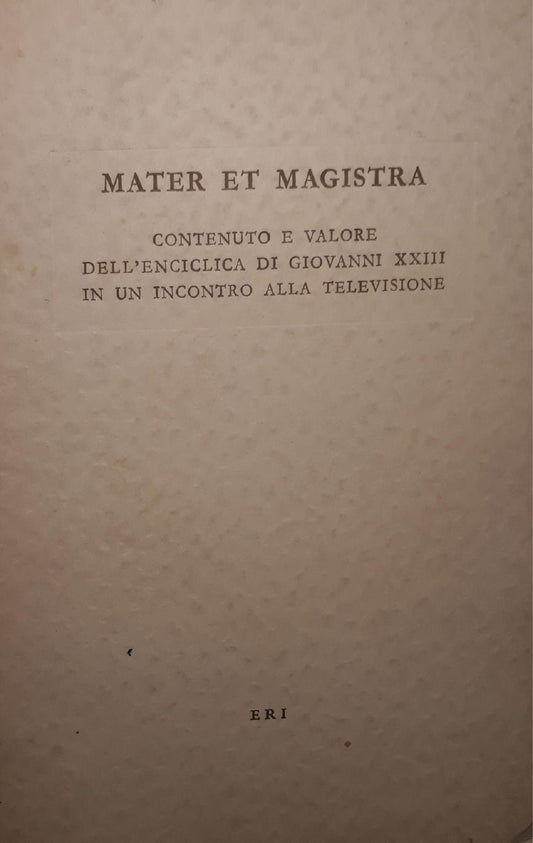 MATER ET MAGISTRA
CONTENUTO E VALORE
DELL'ENCICLICA DI GIOVANNI XXIII
IN UN INCONTRO ALLA TELEVISIONE
ERI